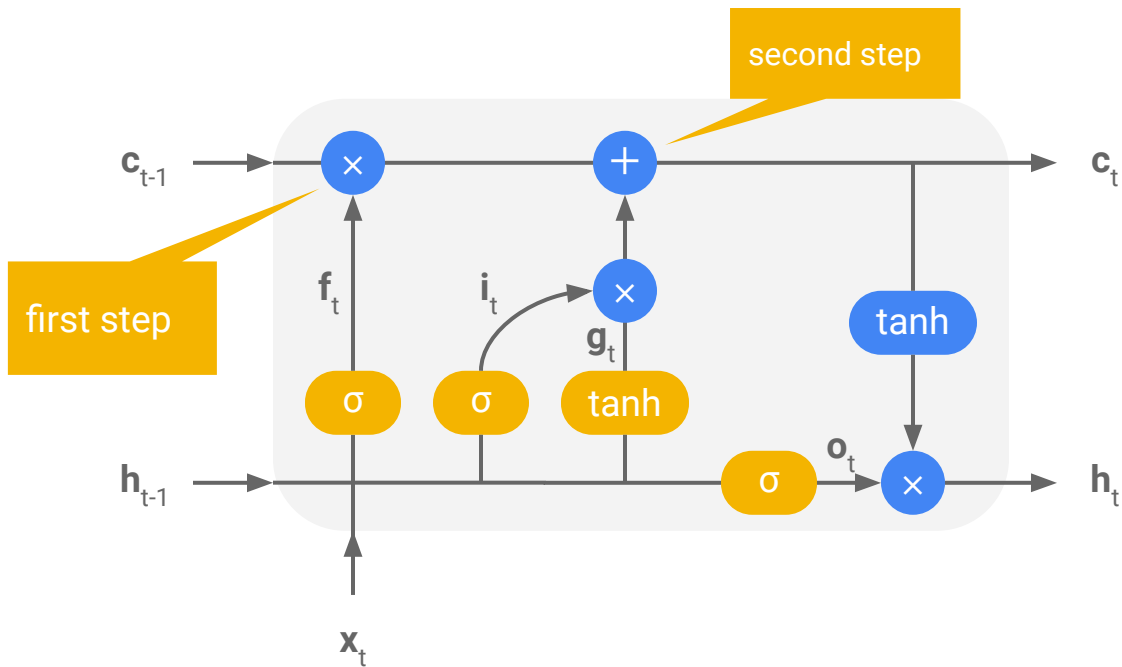 second step
c t-1
×
+
c t
first step
f t
i t
×
g t
tanh
σ
σ
tanh
h t-1
σ
o t
×
h t
x t